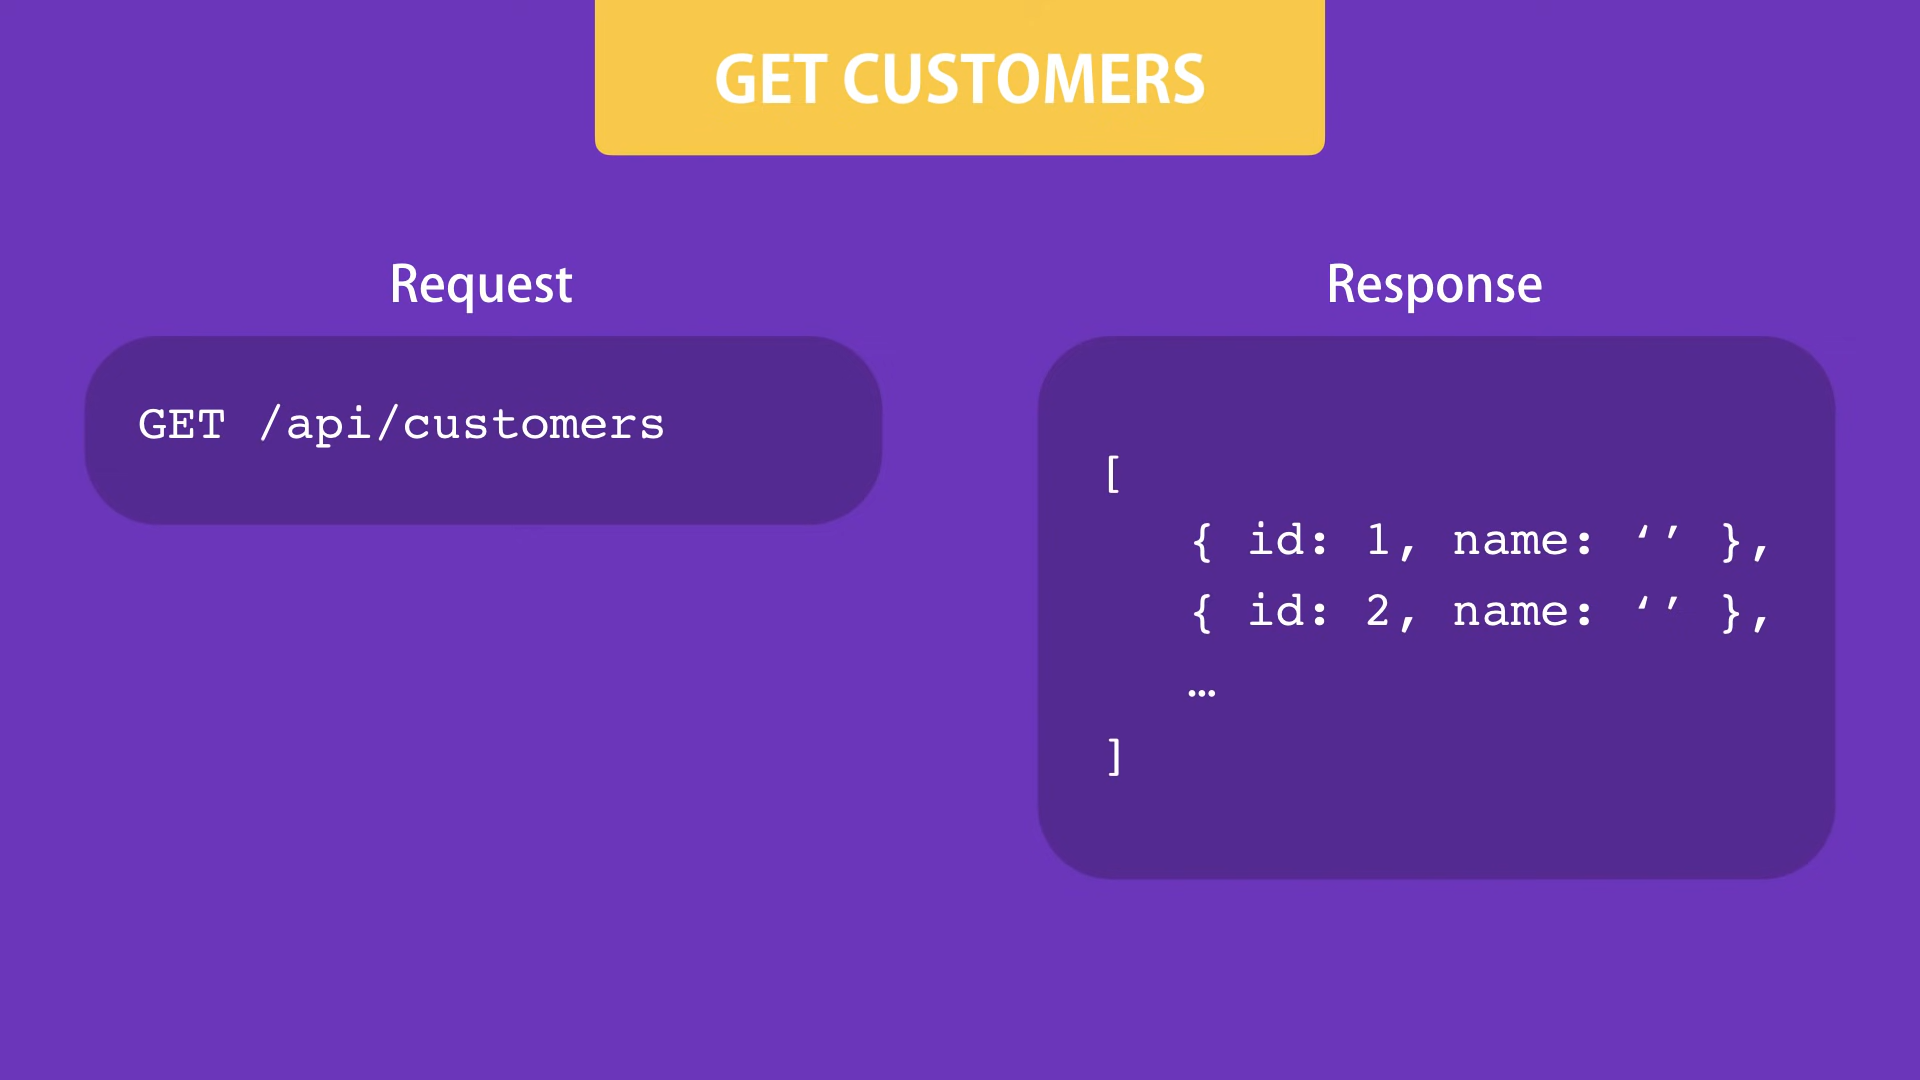 GET CUSTOMERS
Request
GET /api/customers
Response
[
{ id: 1, name: ‘’ },
{ id: 2, name: ‘’ },
…
]